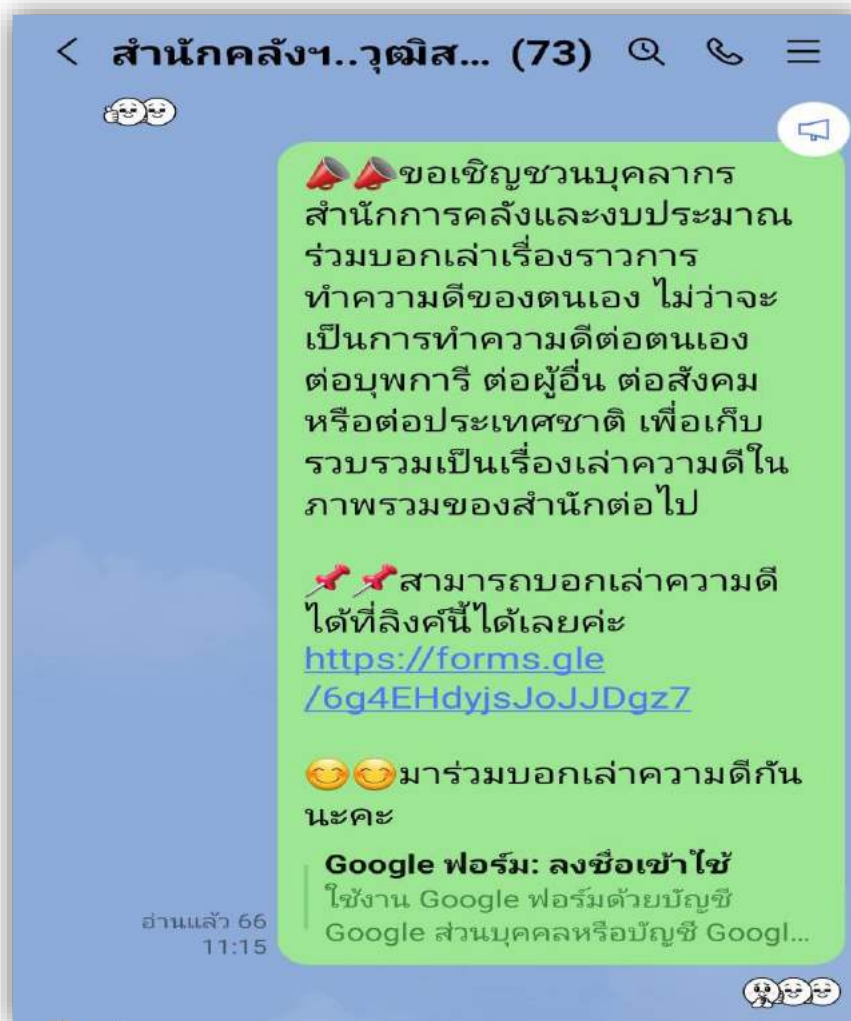 สำนักคลังฯ..วุฒิส... (73)
ขอเชิญชวนบุคลากร
สำนักการคลังและงบประมาณ
ร่วมบอกเล่าเรื่องราวการ
ทำความดีของตนเอง ไม่ว่าจะ
เป็นการทำความดีต่อตนเอง
ต่อบุพการี ต่อผู้อื่น ต่อสังคม
หรือต่อประเทศชาติ เพื่อเก็บ
รวบรวมเป็นเรื่องเล่าความดีใน
ภาพรวมของสำนักต่อไป
สามารถบอกเล่าความดี
ได้ที่ลิงค์นี้ได้เลยค่ะ
https://forms.gle
/6g4EHdyjsJoJJDgz7
มาร่วมบอกเล่าความดีกัน
นะคะ
Google ฟอร์ม: ลงชื่อเข้าใช้
ใช้งาน Google ฟอร์มด้วยบัญชี
Google ส่วนบุคคลหรือบัญชี Googl...
อ่านแล้ว 66
11:15